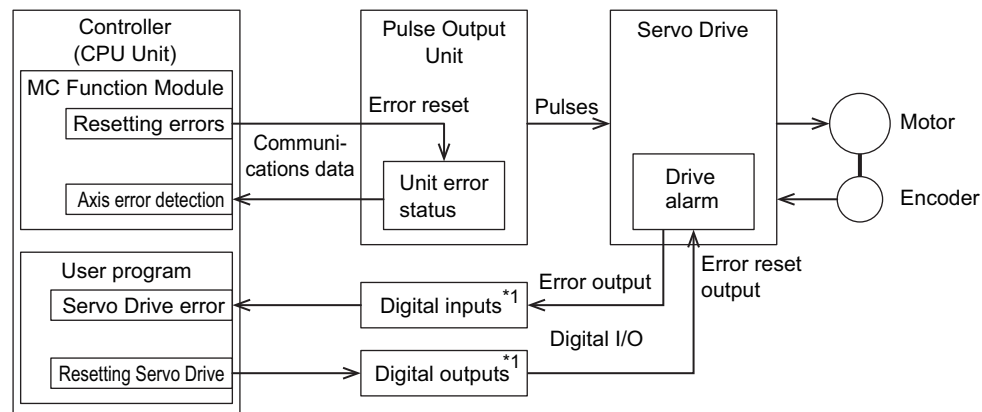 Controller
(CPU Unit)
MC Function Module
Resetting errors
Axis error detection
User program
Servo Drive error
Resetting Servo Drive
Pulse Output
Unit
Error reset
Communi-
cations data
Unit error
status
Pulses
Servo Drive
Drive
alarm
Motor
Encoder
Error output
Error reset
output
Digital inputs*1
Digital I/O
Digital outputs*1